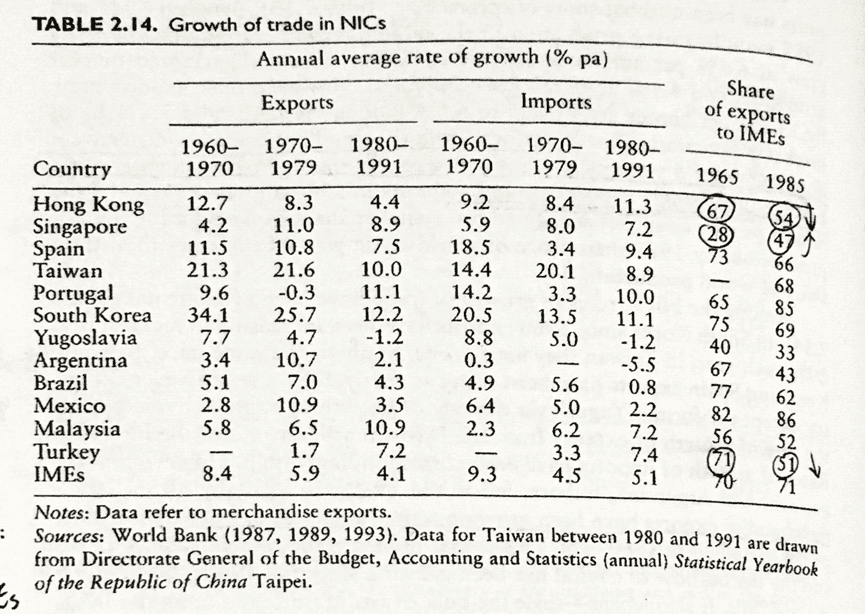 TABLE 2.14. Growth of trade in NICs
Annual average rate of growth (% pa)
Exports Imports Share of exports to IMEs
1960– 1970– 1980– 1960– 1970– 1980–
Country 1970 1979 1991 1970 1979 1991 1965 1985
Hong Kong 12.7 8.3 4.4 9.2 8.4 11.3 67 54
Singapore 4.2 11.0 8.9 5.9 8.0 7.2 28 47
Spain 11.5 10.8 7.5 18.5 3.4 9.4 73 66
Taiwan 21.3 21.6 10.0 14.4 20.1 8.9 — 68
Portugal 9.6 -0.3 11.1 14.2 3.3 10.0 65 85
South Korea 34.1 25.7 12.2 20.5 13.5 11.1 75 69
Yugoslavia 7.7 4.7 -1.2 8.8 5.0 -1.2 40 33
Argentina 3.4 10.7 2.1 0.3 — -5.5 67 43
Brazil 5.1 7.0 4.3 4.9 5.6 0.8 77 62
Mexico 2.8 10.9 3.5 6.4 5.0 2.2 82 86
Malaysia 5.8 6.5 10.9 2.3 6.2 7.2 56 52
Turkey — 1.7 7.2 — 3.3 7.4 71 51
IMEs 8.4 5.9 4.1 9.3 4.5 5.1 70 71
Notes: Data refer to merchandise exports.
Sources: World Bank (1987, 1989, 1993). Data for Taiwan between 1980 and 1991 are drawn
from Directorate General of the Budget, Accounting and Statistics (annual) Statistical Yearbook
of the Republic of China Taipei.